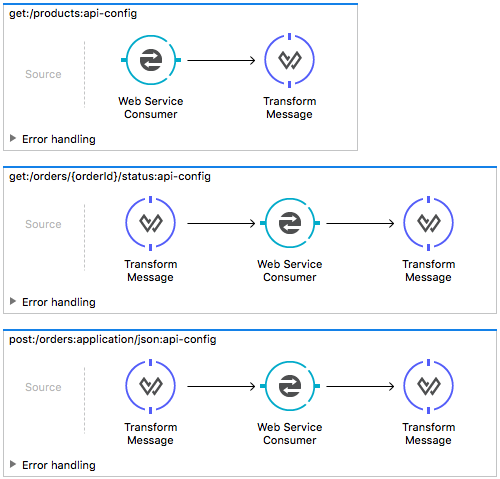 get:/products:api-config
Source
Web Service
Consumer
Transform
Message
Error handling
get:/orders/{orderId}/status:api-config
Source
Transform
Message
Web Service
Consumer
Transform
Message
Error handling
post:/orders:application/json:api-config
Source
Transform
Message
Web Service
Consumer
Transform
Message
Error handling